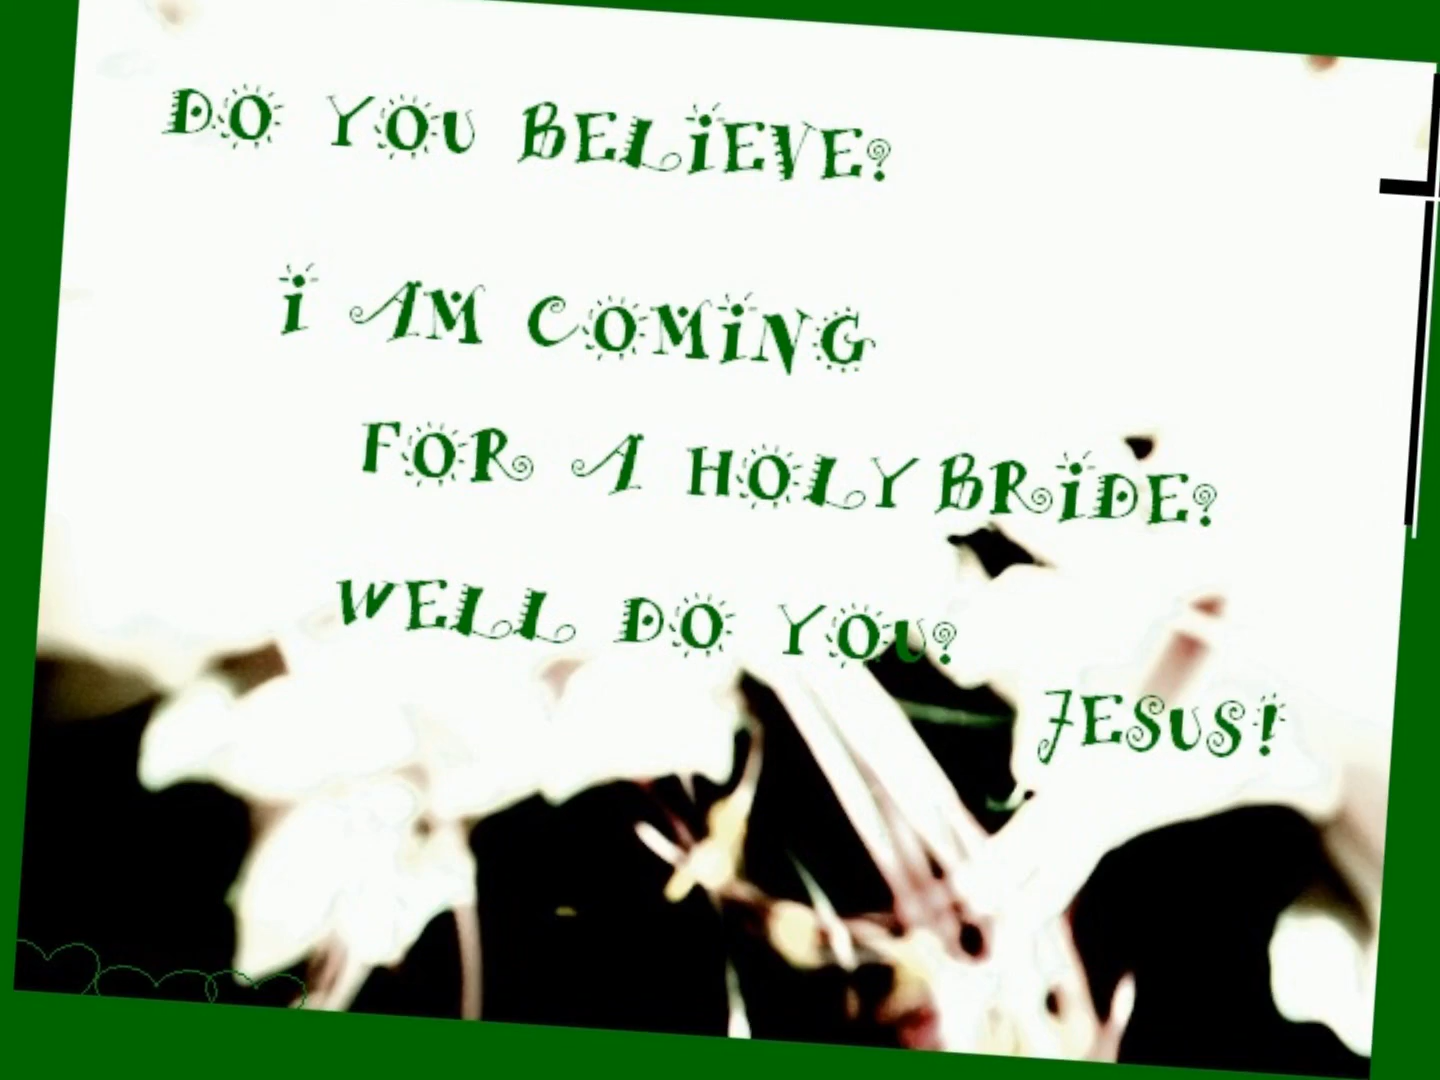 DO YOU BELiEVE?
i AM COMiNG
FOR A HOLY BRiDE?
WELL DO YOU?
JESUS!